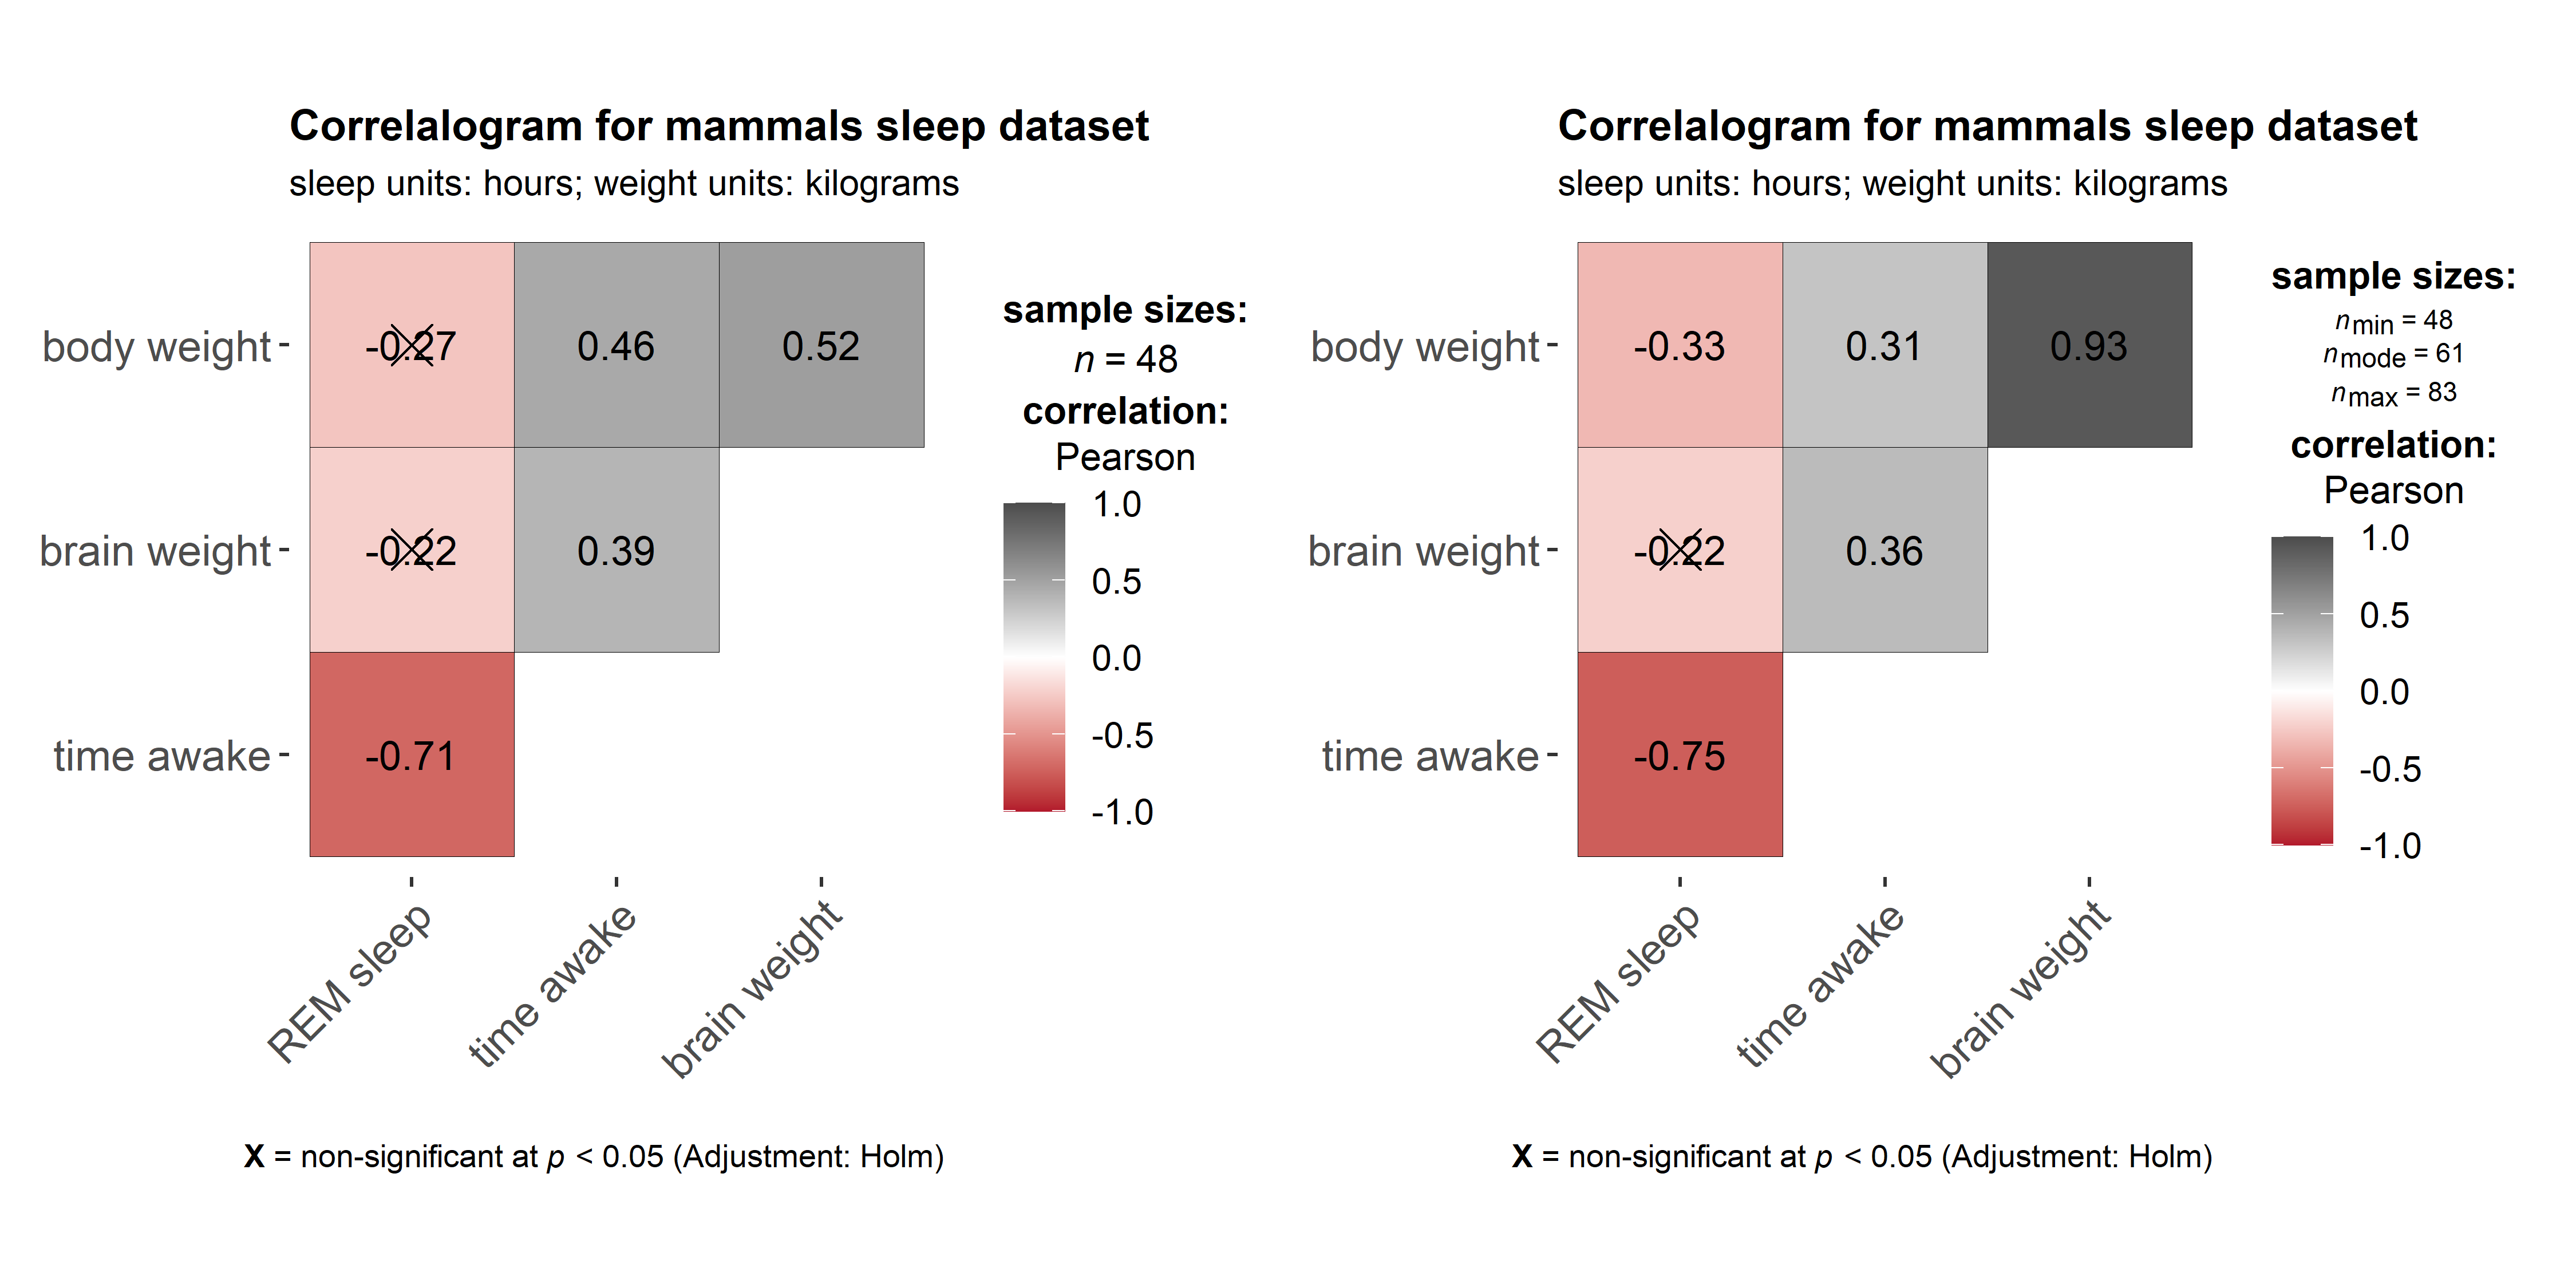 Correlalogram for mammals sleep dataset
sleep units: hours; weight units: kilograms
body weight
-0.27
0.46
0.52
brain weight
-0.22
0.39
time awake
-0.71
REM sleep
time awake
brain weight
sample sizes:
n = 48
correlation:
Pearson
1.0
0.5
0.0
-0.5
-1.0
X = non-significant at p < 0.05 (Adjustment: Holm)
Correlalogram for mammals sleep dataset
sleep units: hours; weight units: kilograms
body weight
-0.33
0.31
0.93
brain weight
-0.22
0.36
time awake
-0.75
REM sleep
time awake
brain weight
sample sizes:
nmin = 48
nmode = 61
nmax = 83
correlation:
Pearson
1.0
0.5
0.0
-0.5
-1.0
X = non-significant at p < 0.05 (Adjustment: Holm)